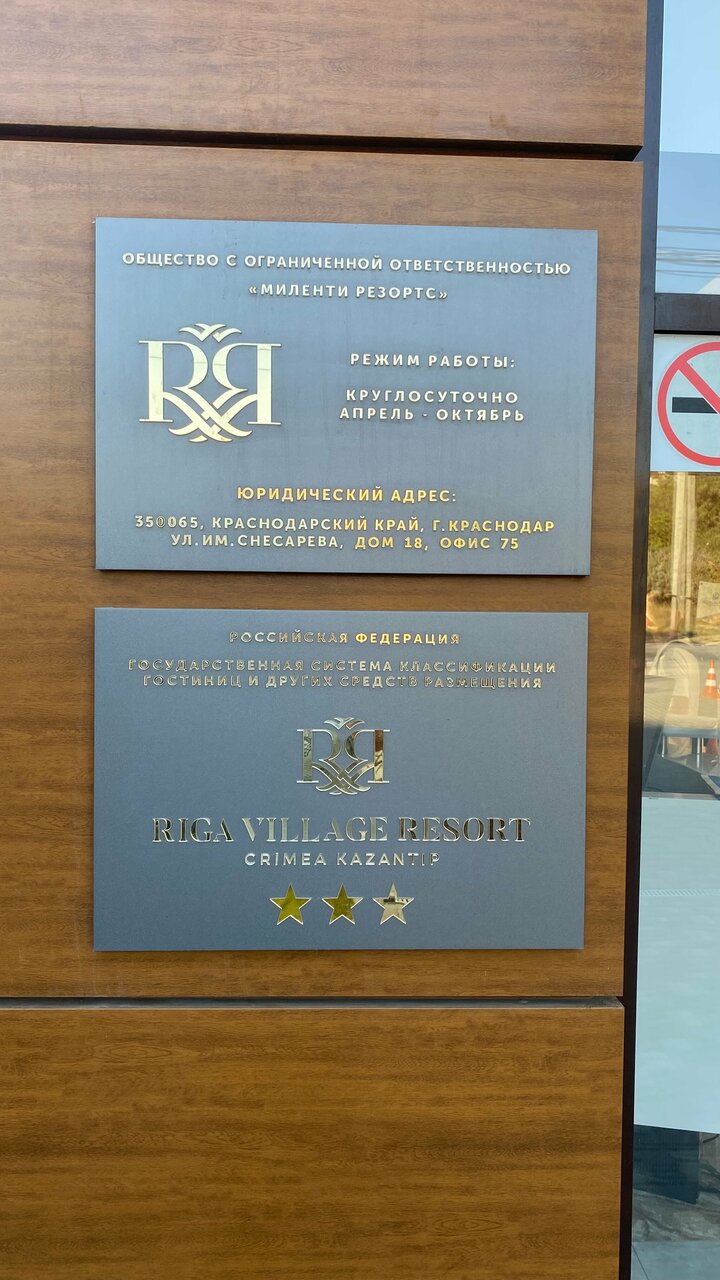 ОБЩЕСТВО С ОГРАНИЧЕННОЙ ОТВЕТСТВЕННОСТЬЮ
«МИЛЕНТИ РЕЗОРТС»
РЕЖИМ РАБОТЫ:
КРУГЛОСУТОЧНО
АПРЕЛЬ - ОКТЯБРЬ
ЮРИДИЧЕСКИЙ АДРЕС:
350065, КРАСНОДАРСКИЙ КРАЙ, Г.КРАСНОДАР
УЛ.ИМ.СНЕСАРЕВА, ДОМ 18, ОФИС 75
РОССИЙСКАЯ ФЕДЕРАЦИЯ
ГОСУДАРСТВЕННАЯ СИСТЕМА КЛАССИФИКАЦИИ
ГОСТИНИЦ И ДРУГИХ СРЕДСТВ РАЗМЕЩЕНИЯ
RIGA VILLAGE RESORT
CRIMEA KAZANTIP